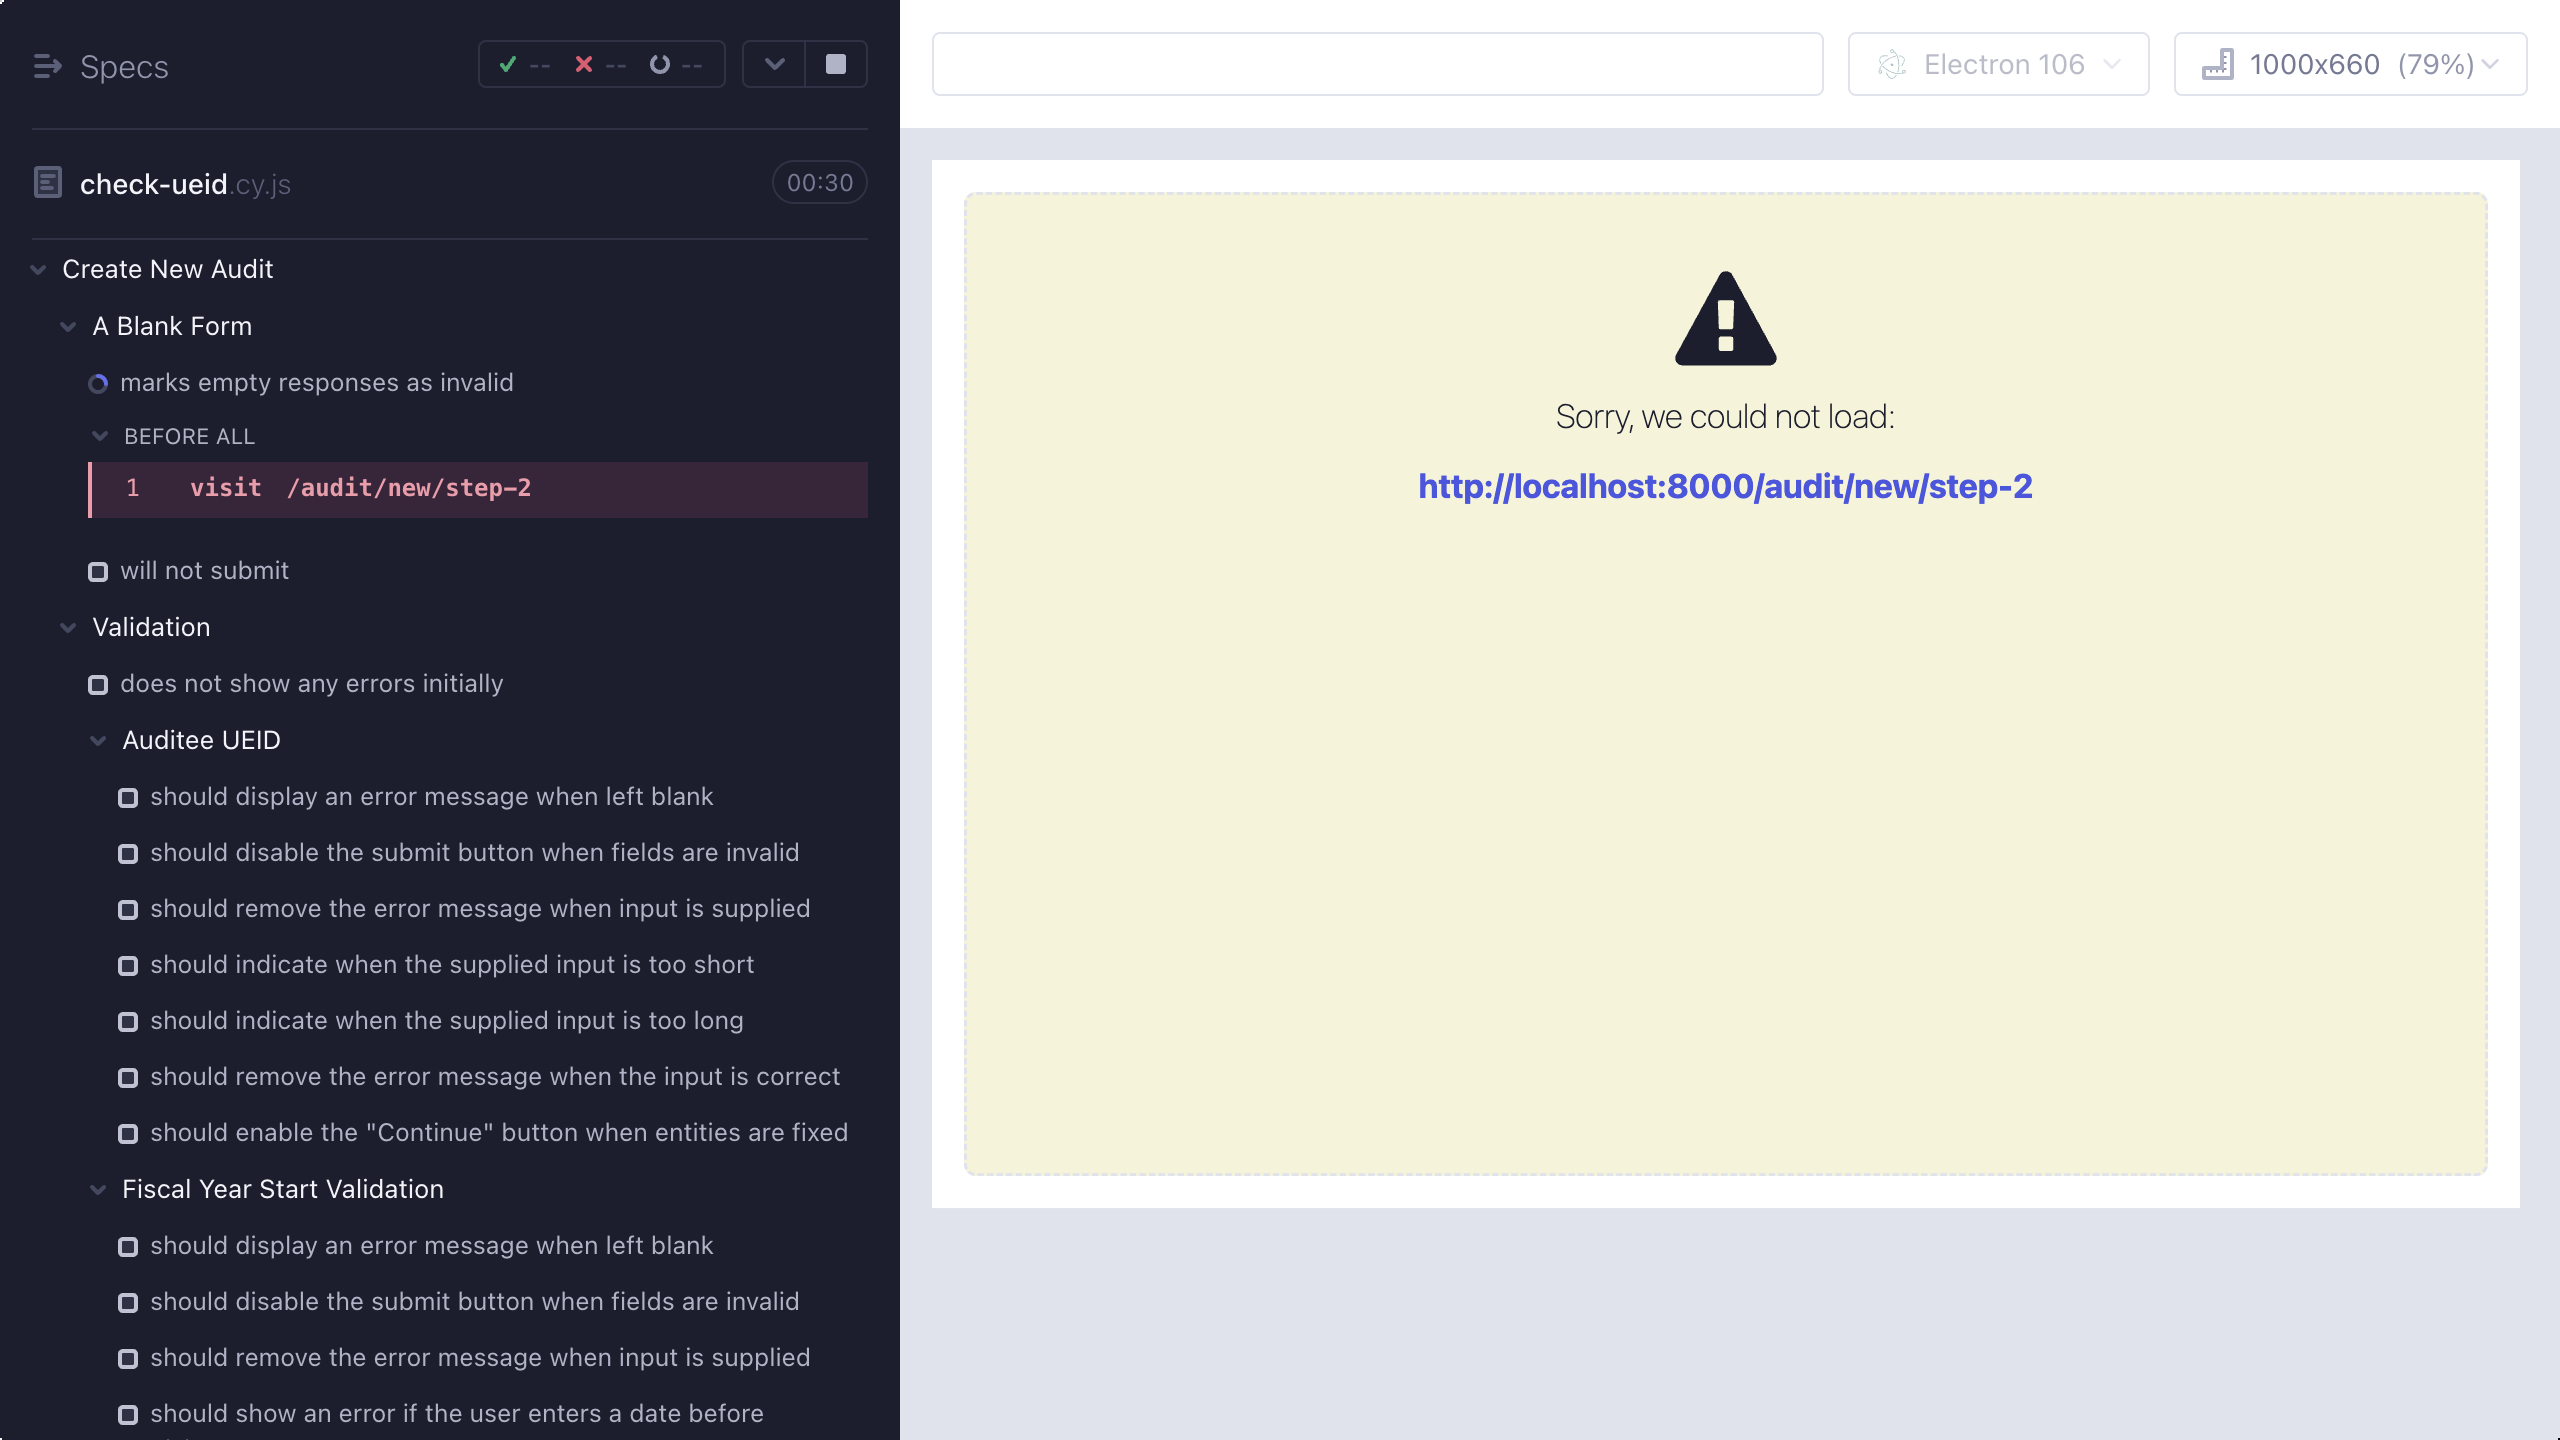 Specs
-- -- --
check-ueid.cy.js
00:30
Create New Audit
A Blank Form
marks empty responses as invalid
BEFORE ALL
1 visit /audit/new/step-2
will not submit
Validation
does not show any errors initially
Auditee UEID
should display an error message when left blank
should disable the submit button when fields are invalid
should remove the error message when input is supplied
should indicate when the supplied input is too short
should indicate when the supplied input is too long
should remove the error message when the input is correct
should enable the "Continue" button when entities are fixed
Fiscal Year Start Validation
should display an error message when left blank
should disable the submit button when fields are invalid
should remove the error message when input is supplied
should show an error if the user enters a date before
Electron 106
1000x660 (79%)
Sorry, we could not load:
http://localhost:8000/audit/new/step-2